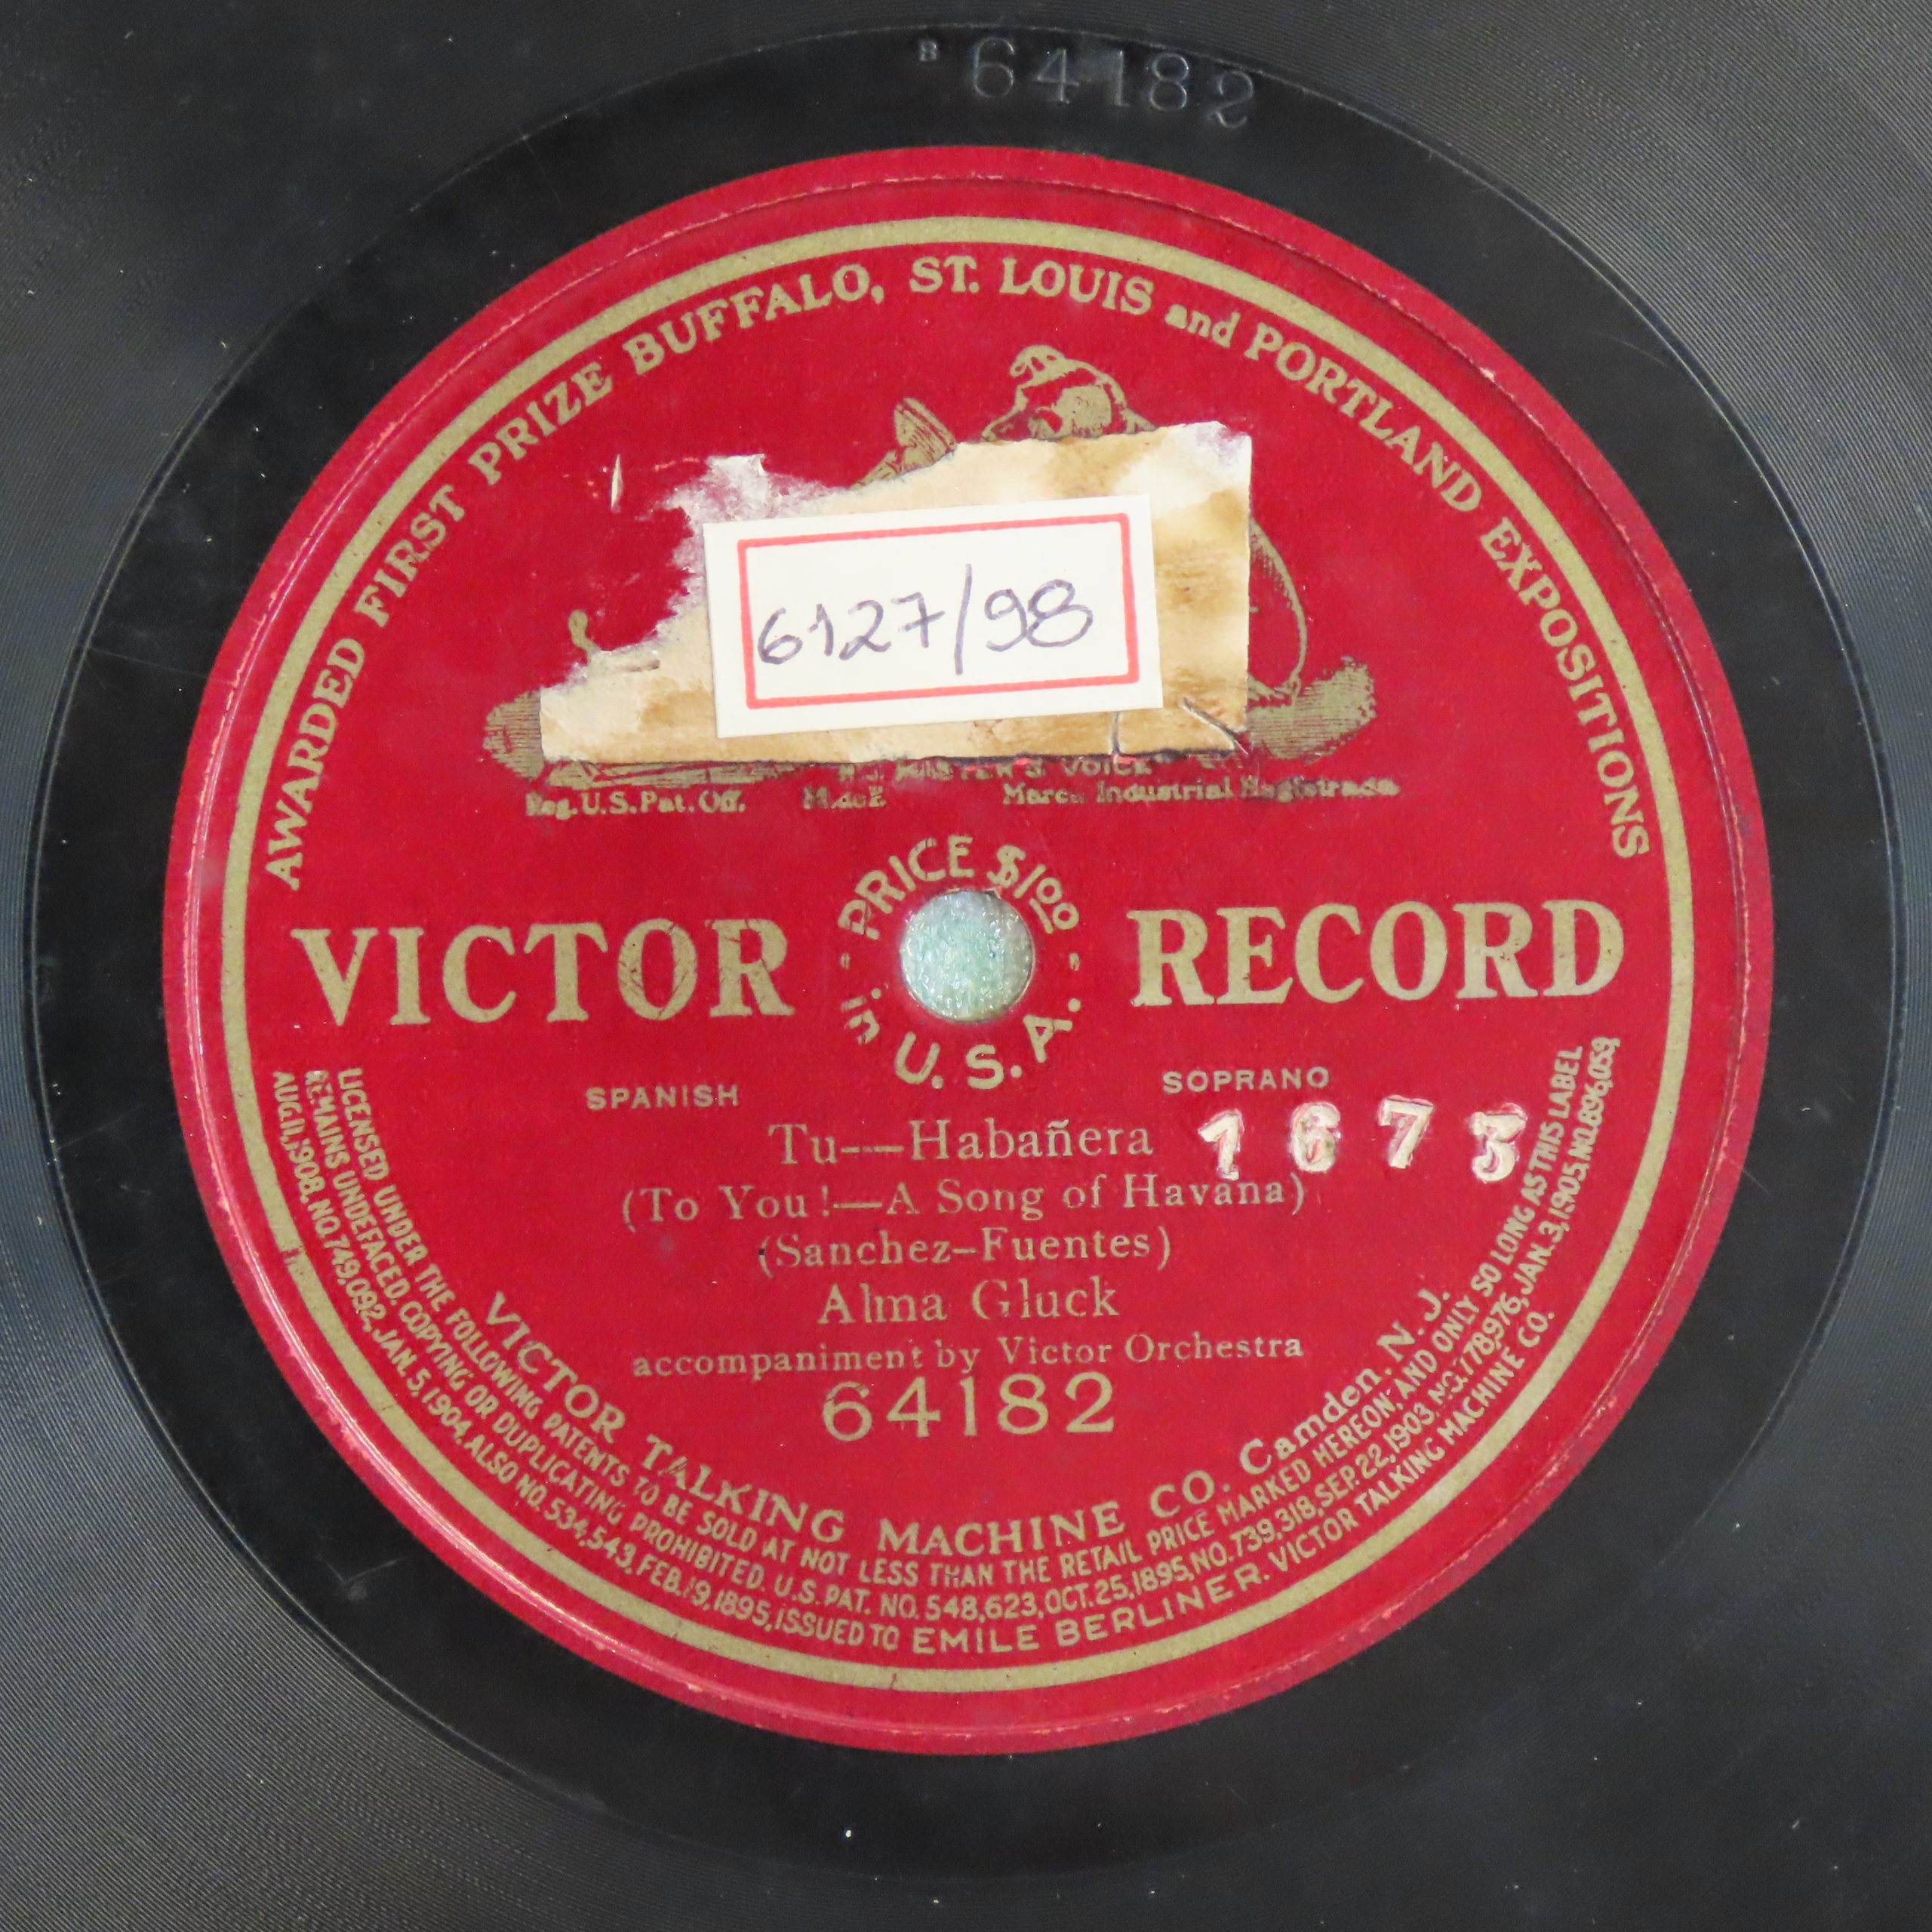 B 64182
AWARDED FIRST PRIZE BUFFALO, ST. LOUIS and PORTLAND EXPOSITIONS
6127/98
VOICE
Reg. U.S. Pat. Off. M. de F. Marca Industrial Registrada
PRICE $1.00
VICTOR RECORD
in U.S.A.
SPANISH SOPRANO
Tu--—Habañera 1673
(To You!—A Song of Havana)
(Sanchez-Fuentes)
Alma Gluck
accompaniment by Victor Orchestra
64182
VICTOR TALKING MACHINE CO. Camden, N. J.
LICENSED UNDER THE FOLLOWING PATENTS TO BE SOLD AT NOT LESS THAN THE RETAIL PRICE MARKED HEREON, AND ONLY SO LONG AS THIS LABEL
REMAINS UNDEFACED. COPYING OR DUPLICATING PROHIBITED. U.S. PAT. NO. 548,623, OCT. 25, 1895, NO. 739,318, SEP. 22, 1903, NO. 778,976, JAN. 3, 1905, NO. 896,059,
AUG. 11, 1908, NO. 749,092, JAN. 5, 1904, ALSO NO. 534,543, FEB. 19, 1895, ISSUED TO EMILE BERLINER. VICTOR TALKING MACHINE CO.